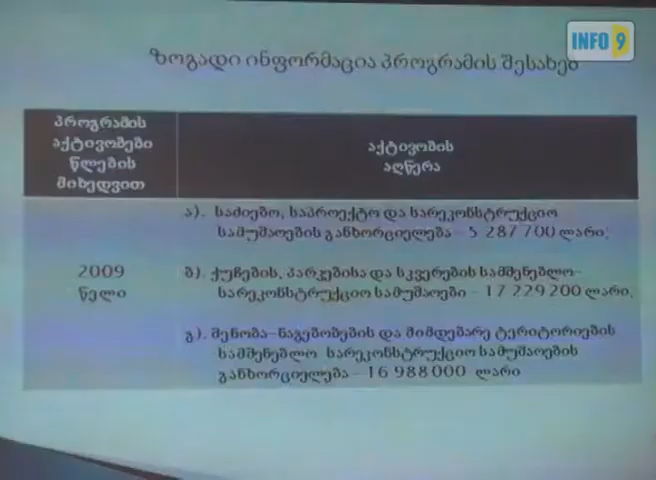 INFO 9
ზოგადი ინფორმაცია პროგრამის შესახებ
პროგრამის
აქტივობები
წლების
მიხედვით
აქტივობის
აღწერა
ა). საძიებო, საპროექტო და სარეკონსტრუქციო
სამუშაოების განხორციელება – 5 287 700 ლარი;
2009
წელი
ბ). ქუჩების, პარკებისა და სკვერების სამშენებლო–
სარეკონსტრუქციო სამუშაოები – 17 229 200 ლარი,
გ). შენობა–ნაგებობების და მიმდებარე ტერიტორიების
სამშენებლო სარეკონსტრუქციო სამუშაოების
განხორციელება – 16 988 000 ლარი